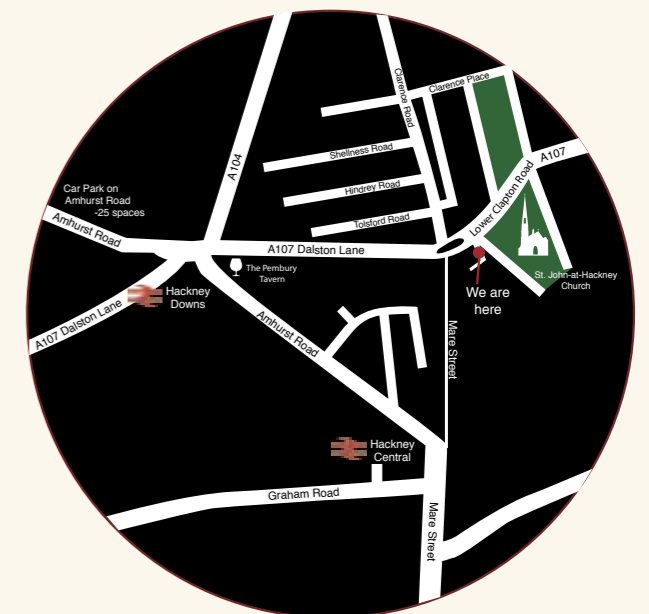 Clarence Place
Clarence Road
A104
Shellness Road
A107
Hindrey Road
Lower Clapton Road
Car Park on
Amhurst Road
-25 spaces
Tolsford Road
Amhurst Road
A107 Dalston Lane
The Pembury
Tavern
St. John-at-Hackney
Church
We are
here
Hackney
Downs
A107 Dalston Lane
Amhurst Road
Mare Street
Hackney
Central
Graham Road
Mare Street